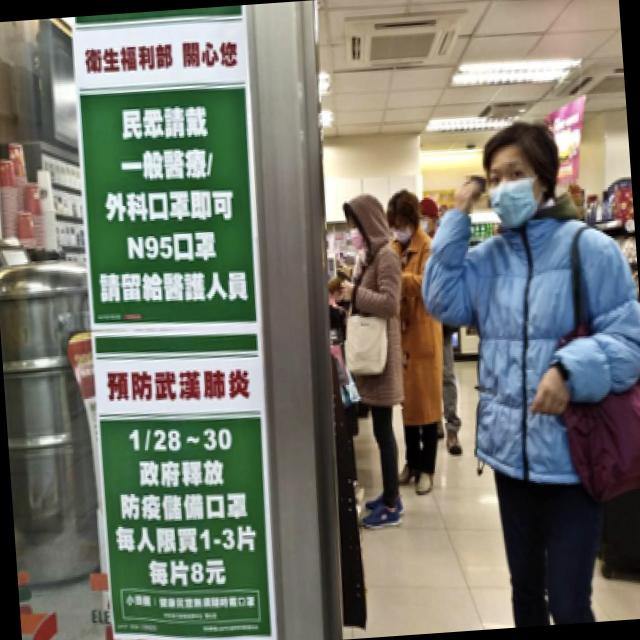 衛生福利部 關心您
民眾請戴
一般醫療/
外科口罩即可
N95口罩
請留給醫護人員
預防武漢肺炎
1/28~30
政府釋放
防疫儲備口罩
每人限買1-3片
每片8元